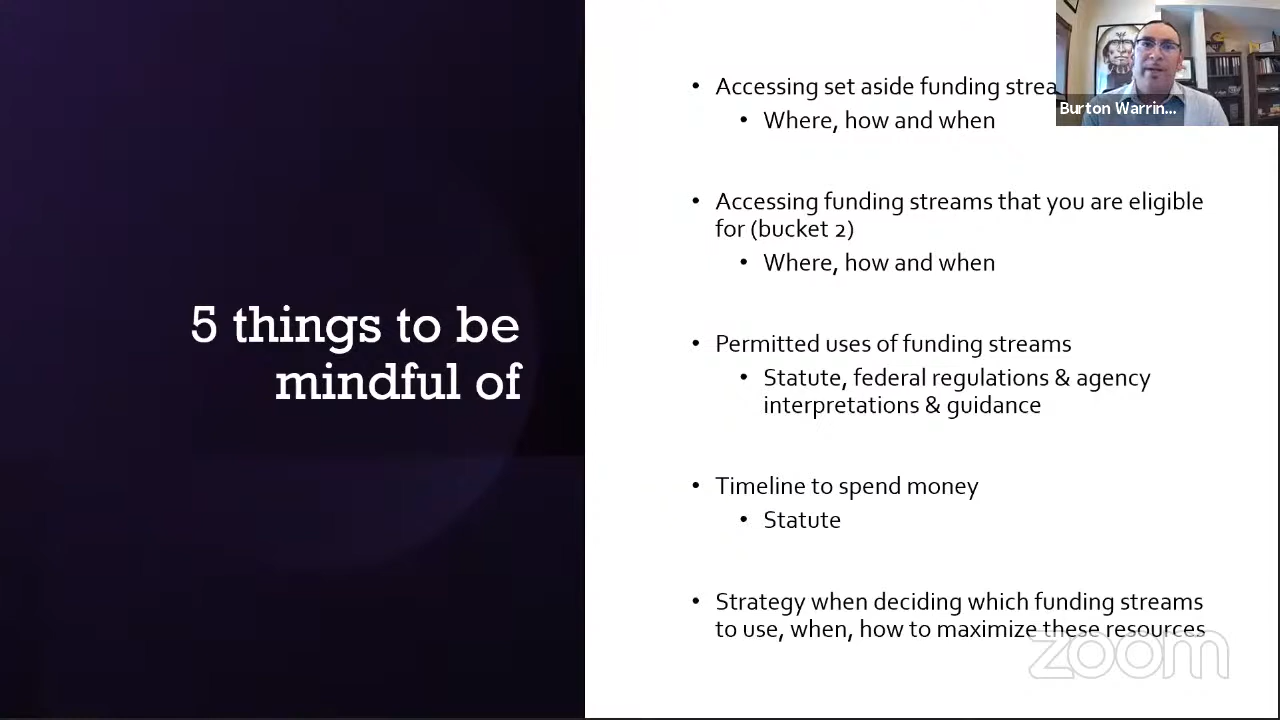 5 things to be
mindful of
• Accessing set aside funding strea
• Where, how and when
• Accessing funding streams that you are eligible
for (bucket 2)
• Where, how and when
• Permitted uses of funding streams
• Statute, federal regulations & agency
interpretations & guidance
• Timeline to spend money
• Statute
• Strategy when deciding which funding streams
to use, when, how to maximize these resources
Burton Warrin...
zoom